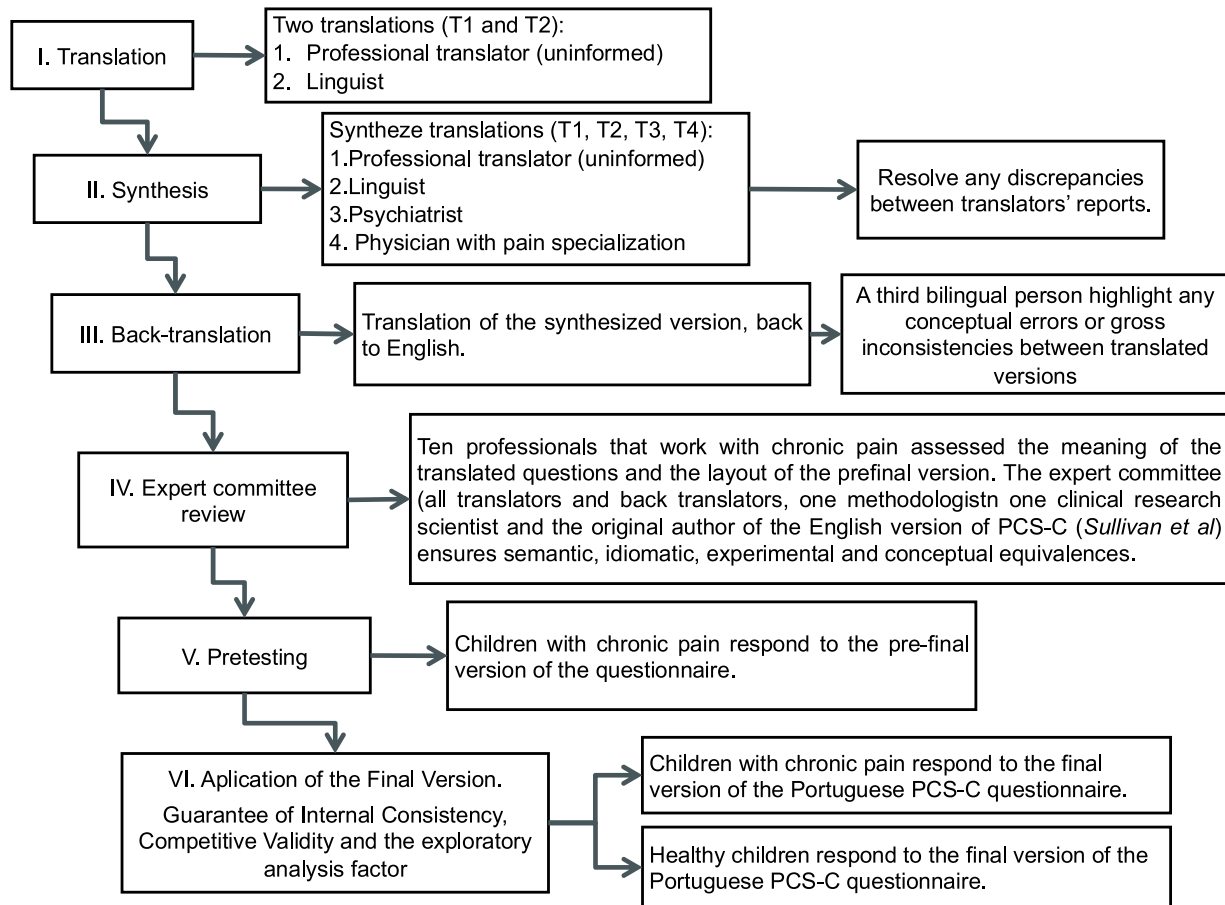 I. Translation
Two translations (T1 and T2):
1. Professional translator (uninformed)
2. Linguist
II. Synthesis
Syntheze translations (T1, T2, T3, T4):
1.Professional translator (uninformed)
2.Linguist
3.Psychiatrist
4. Physician with pain specialization
Resolve any discrepancies
between translators’ reports.
III. Back-translation
Translation of the synthesized version, back
to English.
A third bilingual person highlight any
conceptual errors or gross
inconsistencies between translated
versions
IV. Expert committee
review
Ten professionals that work with chronic pain assessed the meaning of the
translated questions and the layout of the prefinal version. The expert committee
(all translators and back translators, one methodologistn one clinical research
scientist and the original author of the English version of PCS-C (Sullivan et al)
ensures semantic, idiomatic, experimental and conceptual equivalences.
V. Pretesting
Children with chronic pain respond to the pre-final
version of the questionnaire.
VI. Aplication of the Final Version.
Guarantee of Internal Consistency,
Competitive Validity and the exploratory
analysis factor
Children with chronic pain respond to the final
version of the Portuguese PCS-C questionnaire.
Healthy children respond to the final version of the
Portuguese PCS-C questionnaire.